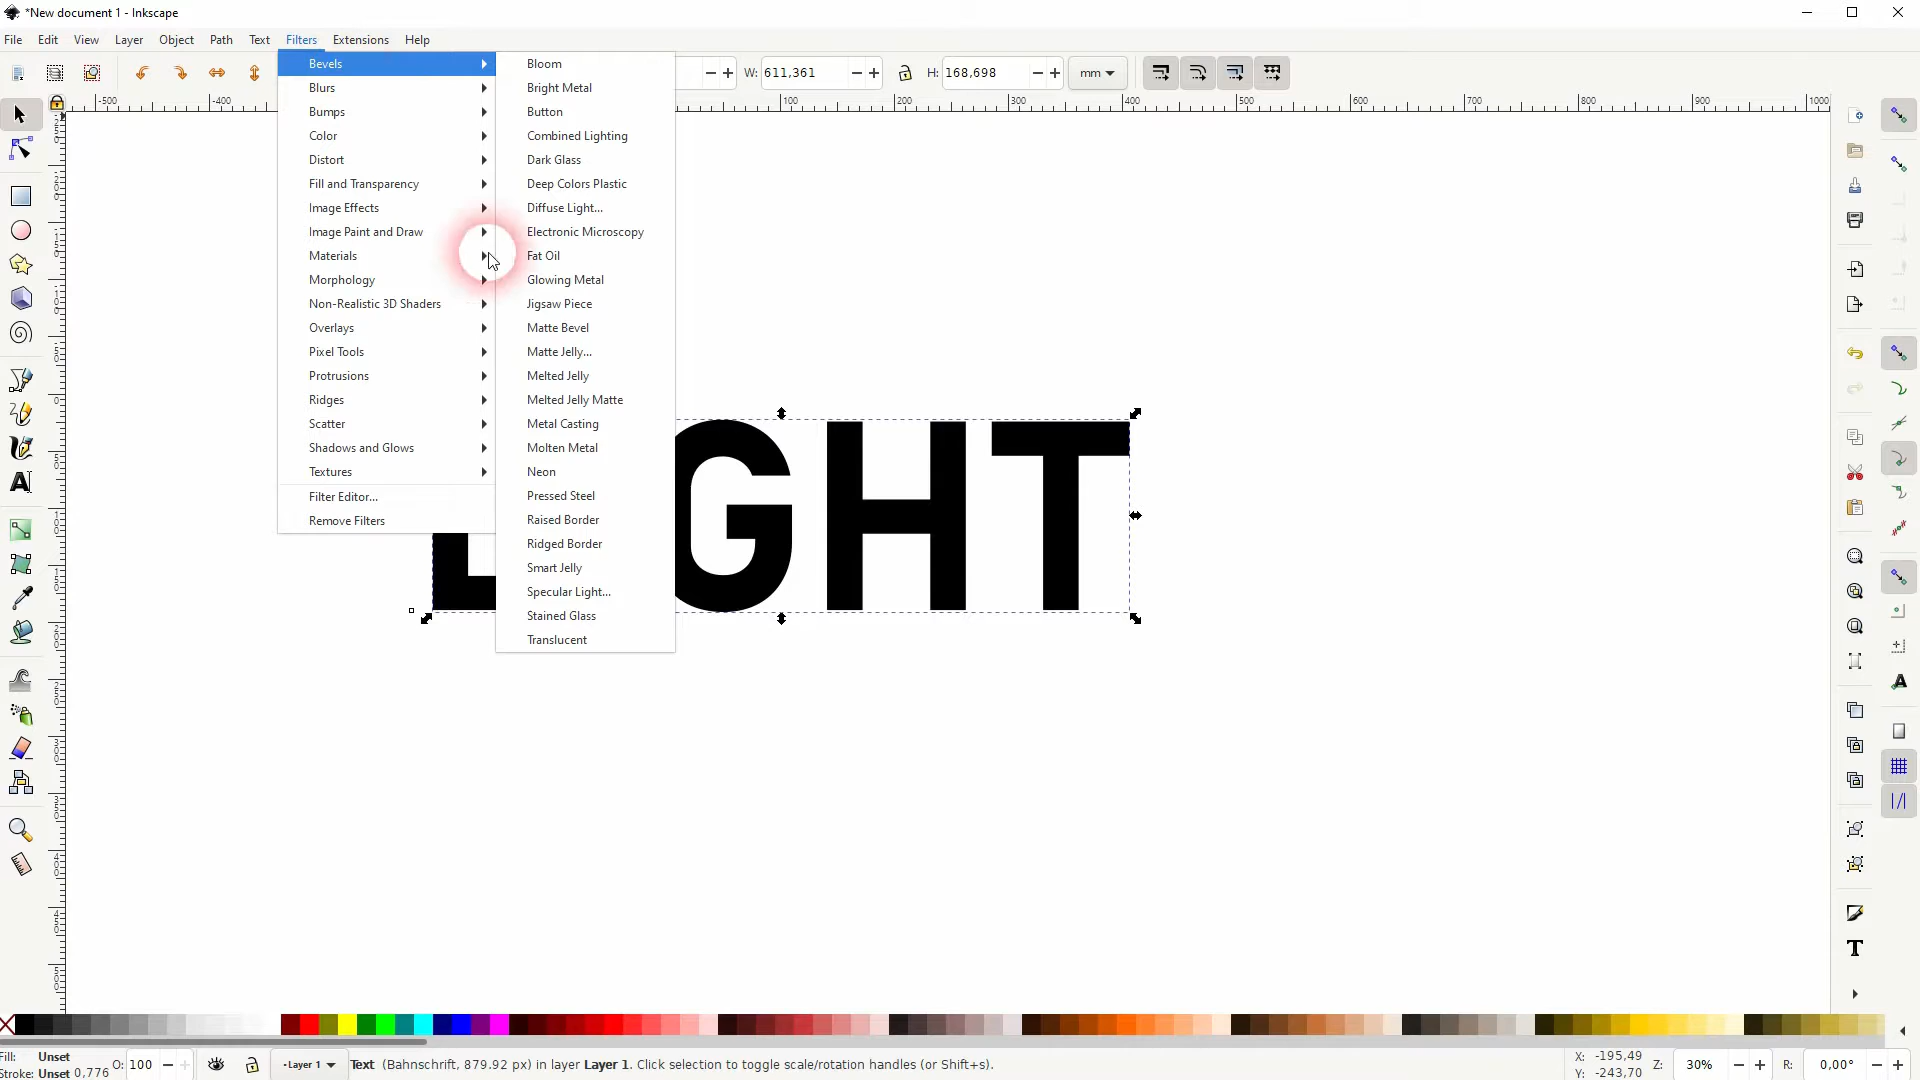 *New document 1 - Inkscape
File Edit View Layer Object Path Text Filters Extensions Help
W: 611,361 H: 168,698 mm
-500 -400 100 200 300 400 500 600 700 800 900 1000
Bevels
Blurs
Bumps
Color
Distort
Fill and Transparency
Image Effects
Image Paint and Draw
Materials
Morphology
Non-Realistic 3D Shaders
Overlays
Pixel Tools
Protrusions
Ridges
Scatter
Shadows and Glows
Textures
Filter Editor...
Remove Filters
Bloom
Bright Metal
Button
Combined Lighting
Dark Glass
Deep Colors Plastic
Diffuse Light...
Electronic Microscopy
Fat Oil
Glowing Metal
Jigsaw Piece
Matte Bevel
Matte Jelly...
Melted Jelly
Melted Jelly Matte
Metal Casting
Molten Metal
Neon
Pressed Steel
Raised Border
Ridged Border
Smart Jelly
Specular Light...
Stained Glass
Translucent
GHT
Fill: Unset O: 100 -Layer 1 Text (Bahnschrift, 879.92 px) in layer Layer 1. Click selection to toggle scale/rotation handles (or Shift+s). X: -195,49 Z: 30% R: 0,00°
Stroke: Unset 0,776 Y: -243,70